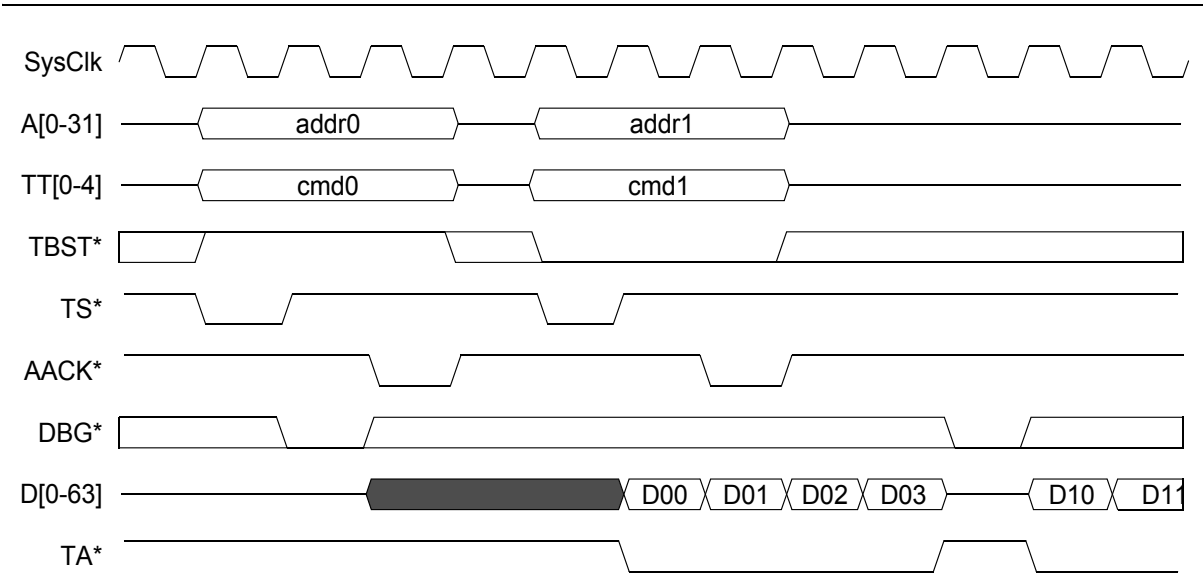 SysClk
A[0-31] addr0 addr1
TT[0-4] cmd0 cmd1
TBST*
TS*
AACK*
DBG*
D[0-63] D00 D01 D02 D03 D10 D11
TA*